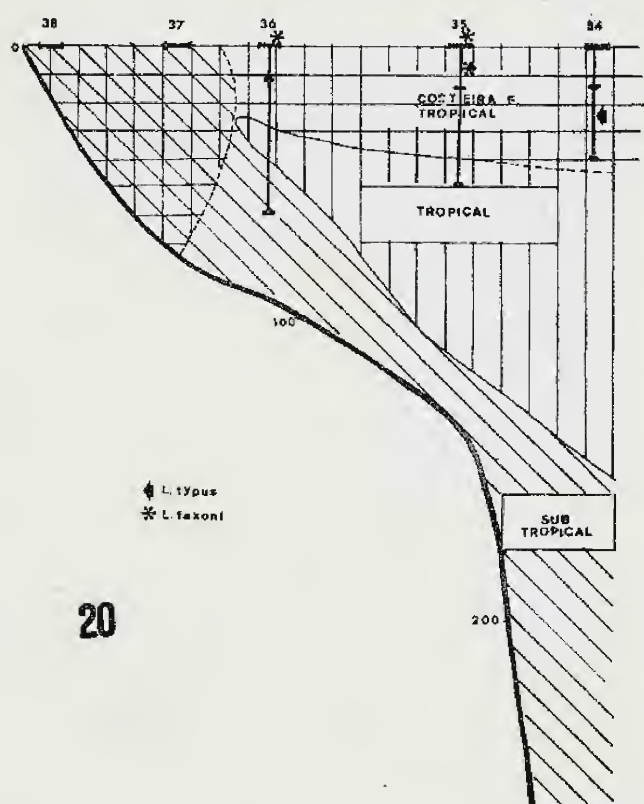 38 37 36 35 34
0
COSTEIRA E
TROPICAL
TROPICAL
100
L. typus
L. faxoni
SUB
TROPICAL
20
200